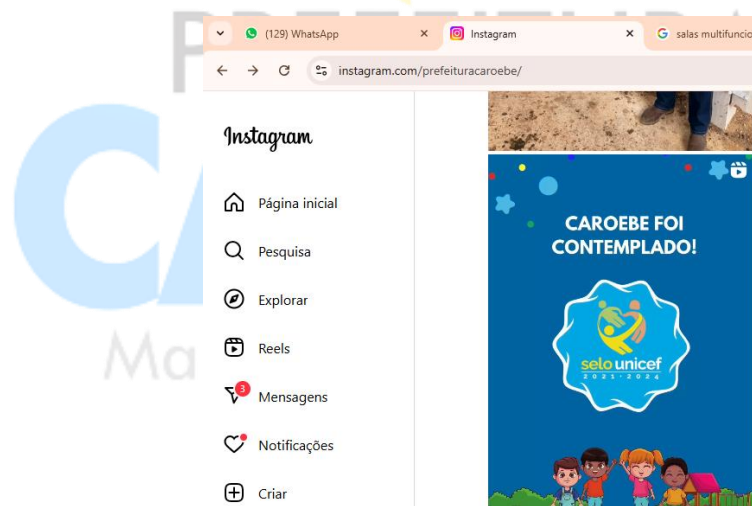 (129) WhatsApp
Instagram
salas multifuncio
instagram.com/prefeituracaroebe/
Instagram
Página inicial
Pesquisa
Explorar
Reels
3
Mensagens
Notificações
Criar
CAROEBE FOI
CONTEMPLADO!
selo unicef
2021-2024
Ma